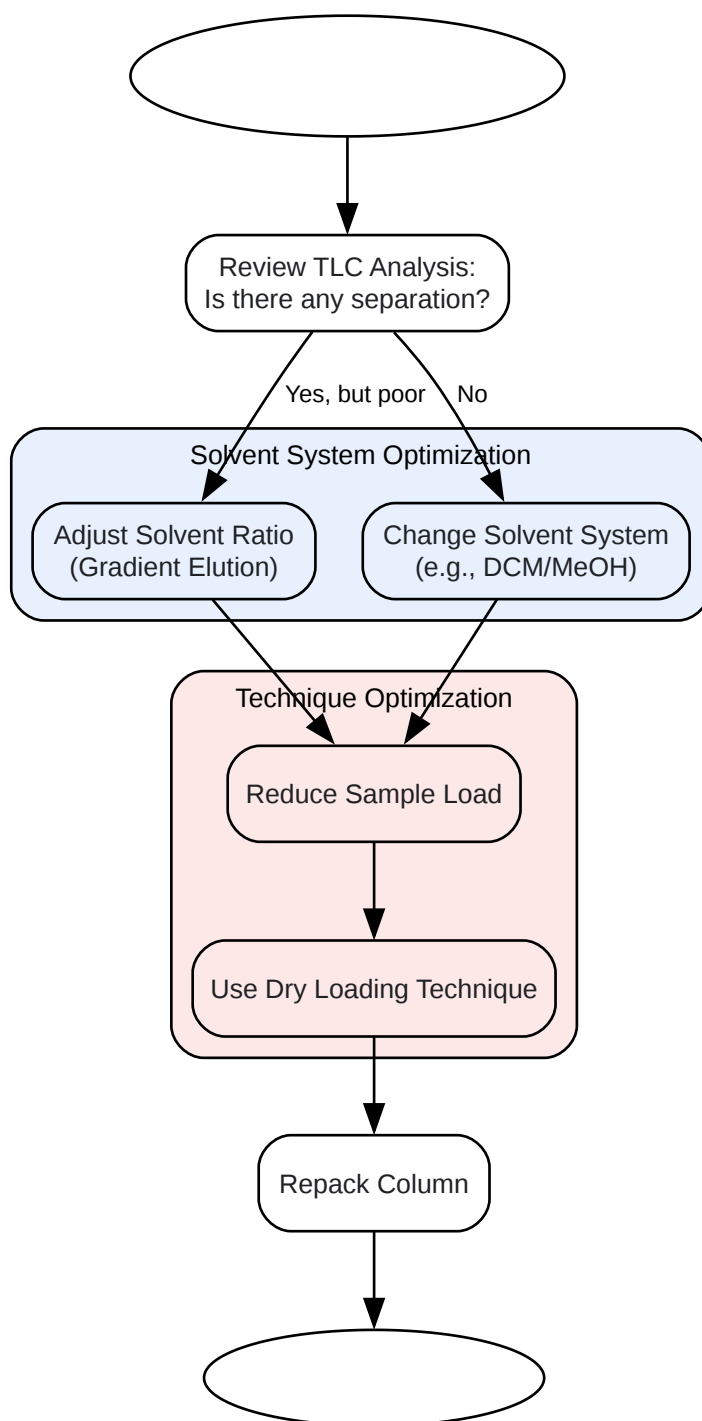 Review TLC Analysis:
Is there any separation?
Yes, but poor
No
Solvent System Optimization
Adjust Solvent Ratio
(Gradient Elution)
Change Solvent System
(e.g., DCM/MeOH)
Technique Optimization
Reduce Sample Load
Use Dry Loading Technique
Repack Column